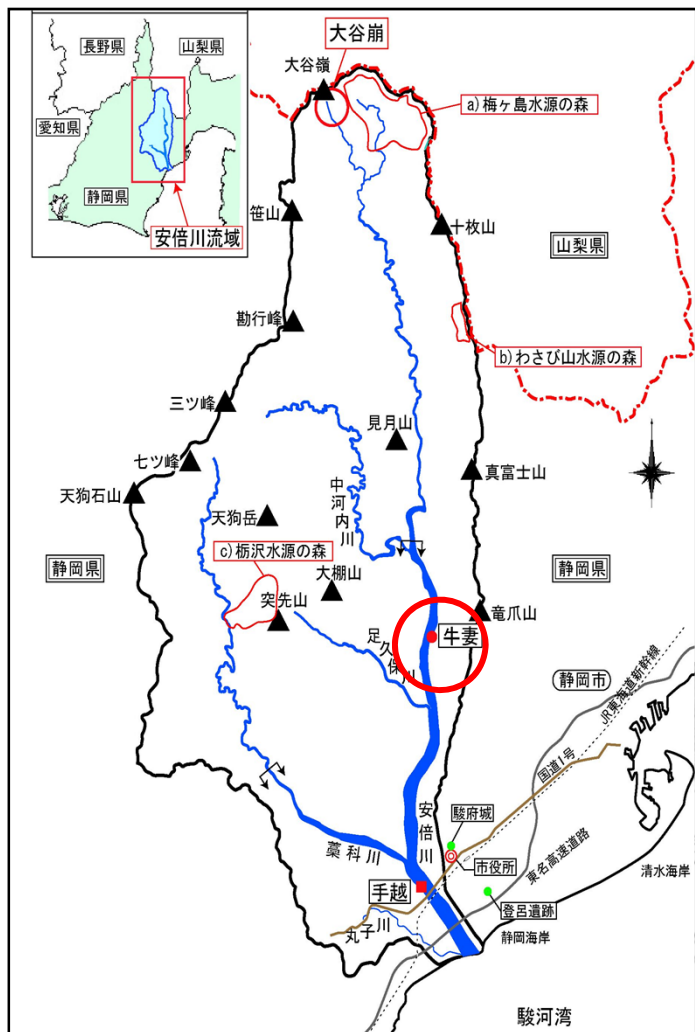 長野県
山梨県
愛知県
静岡県
安倍川流域
大谷崩
大谷嶺
a)梅ヶ島水源の森
笹山
十枚山
山梨県
勘行峰
b)わさび山水源の森
三ツ峰
見月山
七ツ峰
真富士山
天狗石山
中河内川
天狗岳
c)栃沢水源の森
静岡県
大棚山
静岡県
突先山
竜爪山
牛妻
足久保川
静岡市
JR東海道新幹線
国道1号
安倍川
駿府城
藁科川
市役所
東名高速道路
清水海岸
手越
登呂遺跡
丸子川
静岡海岸
駿河湾